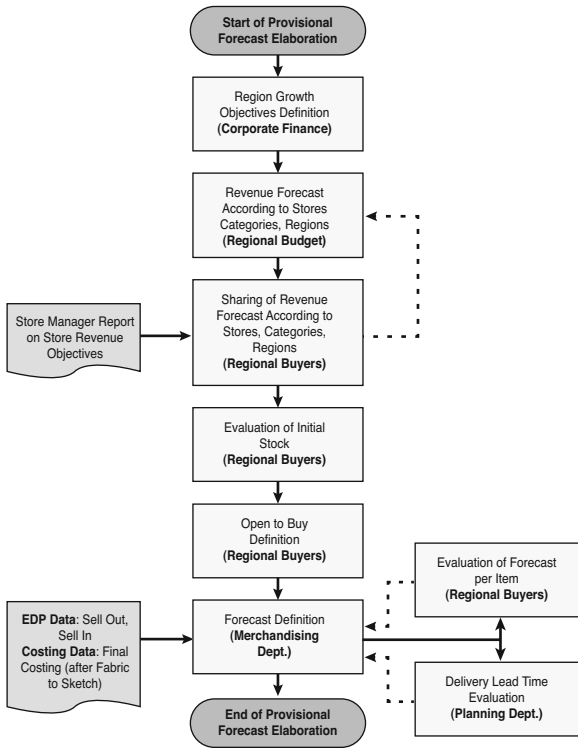 Start of Provisional
Forecast Elaboration
Region Growth
Objectives Definition
(Corporate Finance)
Revenue Forecast
According to Stores
Categories, Regions
(Regional Budget)
Store Manager Report
on Store Revenue
Objectives
Sharing of Revenue
Forecast According to
Stores, Categories,
Regions
(Regional Buyers)
Evaluation of Initial
Stock
(Regional Buyers)
Open to Buy
Definition
(Regional Buyers)
Evaluation of Forecast
per Item
(Regional Buyers)
EDP Data: Sell Out,
Sell In
Costing Data: Final
Costing (after Fabric
to Sketch)
Forecast Definition
(Merchandising
Dept.)
Delivery Lead Time
Evaluation
(Planning Dept.)
End of Provisional
Forecast Elaboration